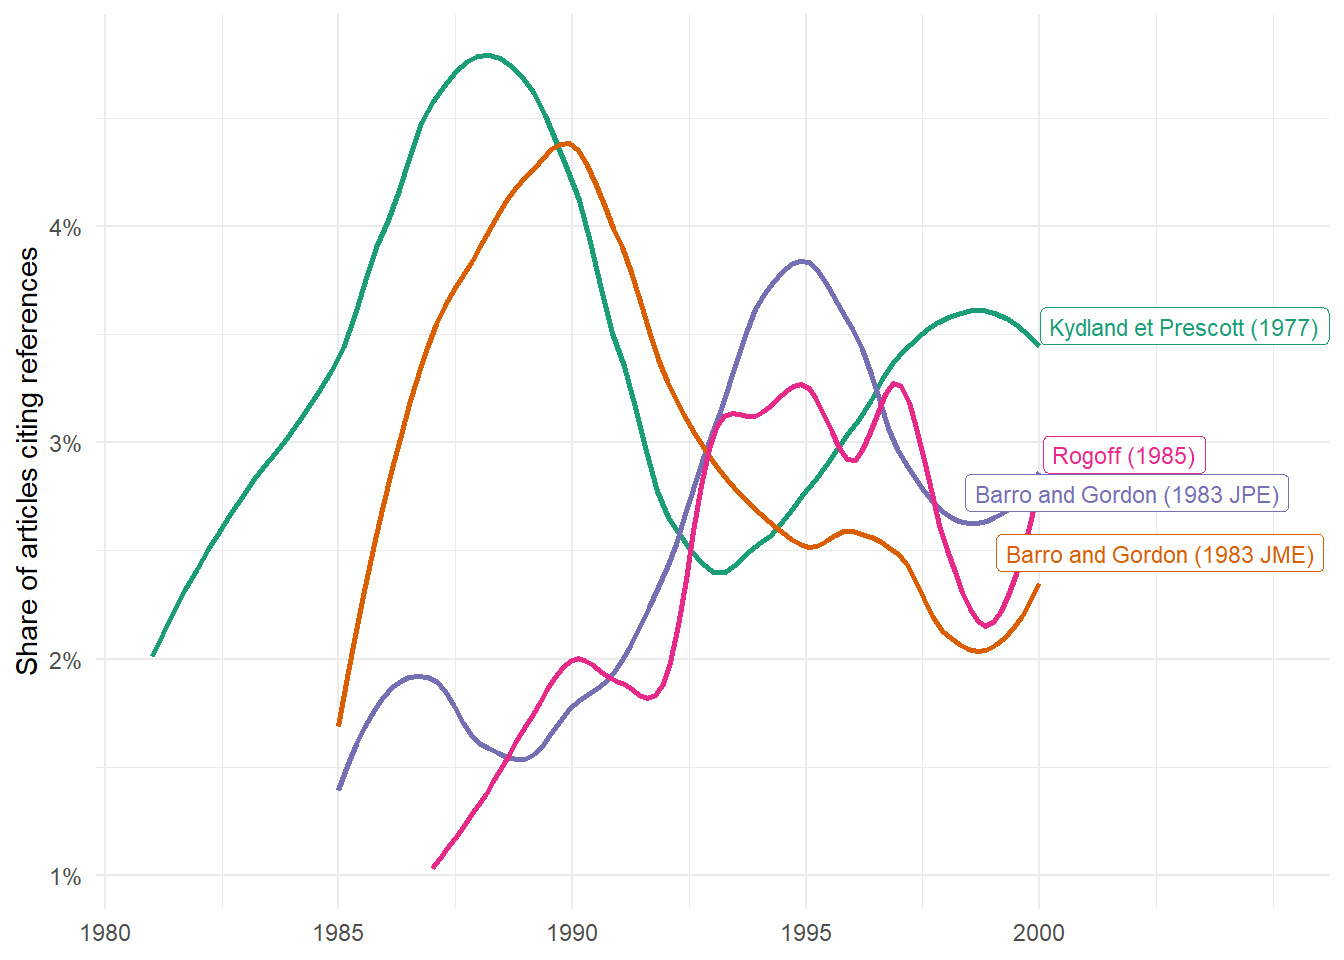 Share of articles citing references
4%
3%
2%
1%
Kydland et Prescott (1977)
Rogoff (1985)
Barro and Gordon (1983 JPE)
Barro and Gordon (1983 JME)
1980 1985 1990 1995 2000